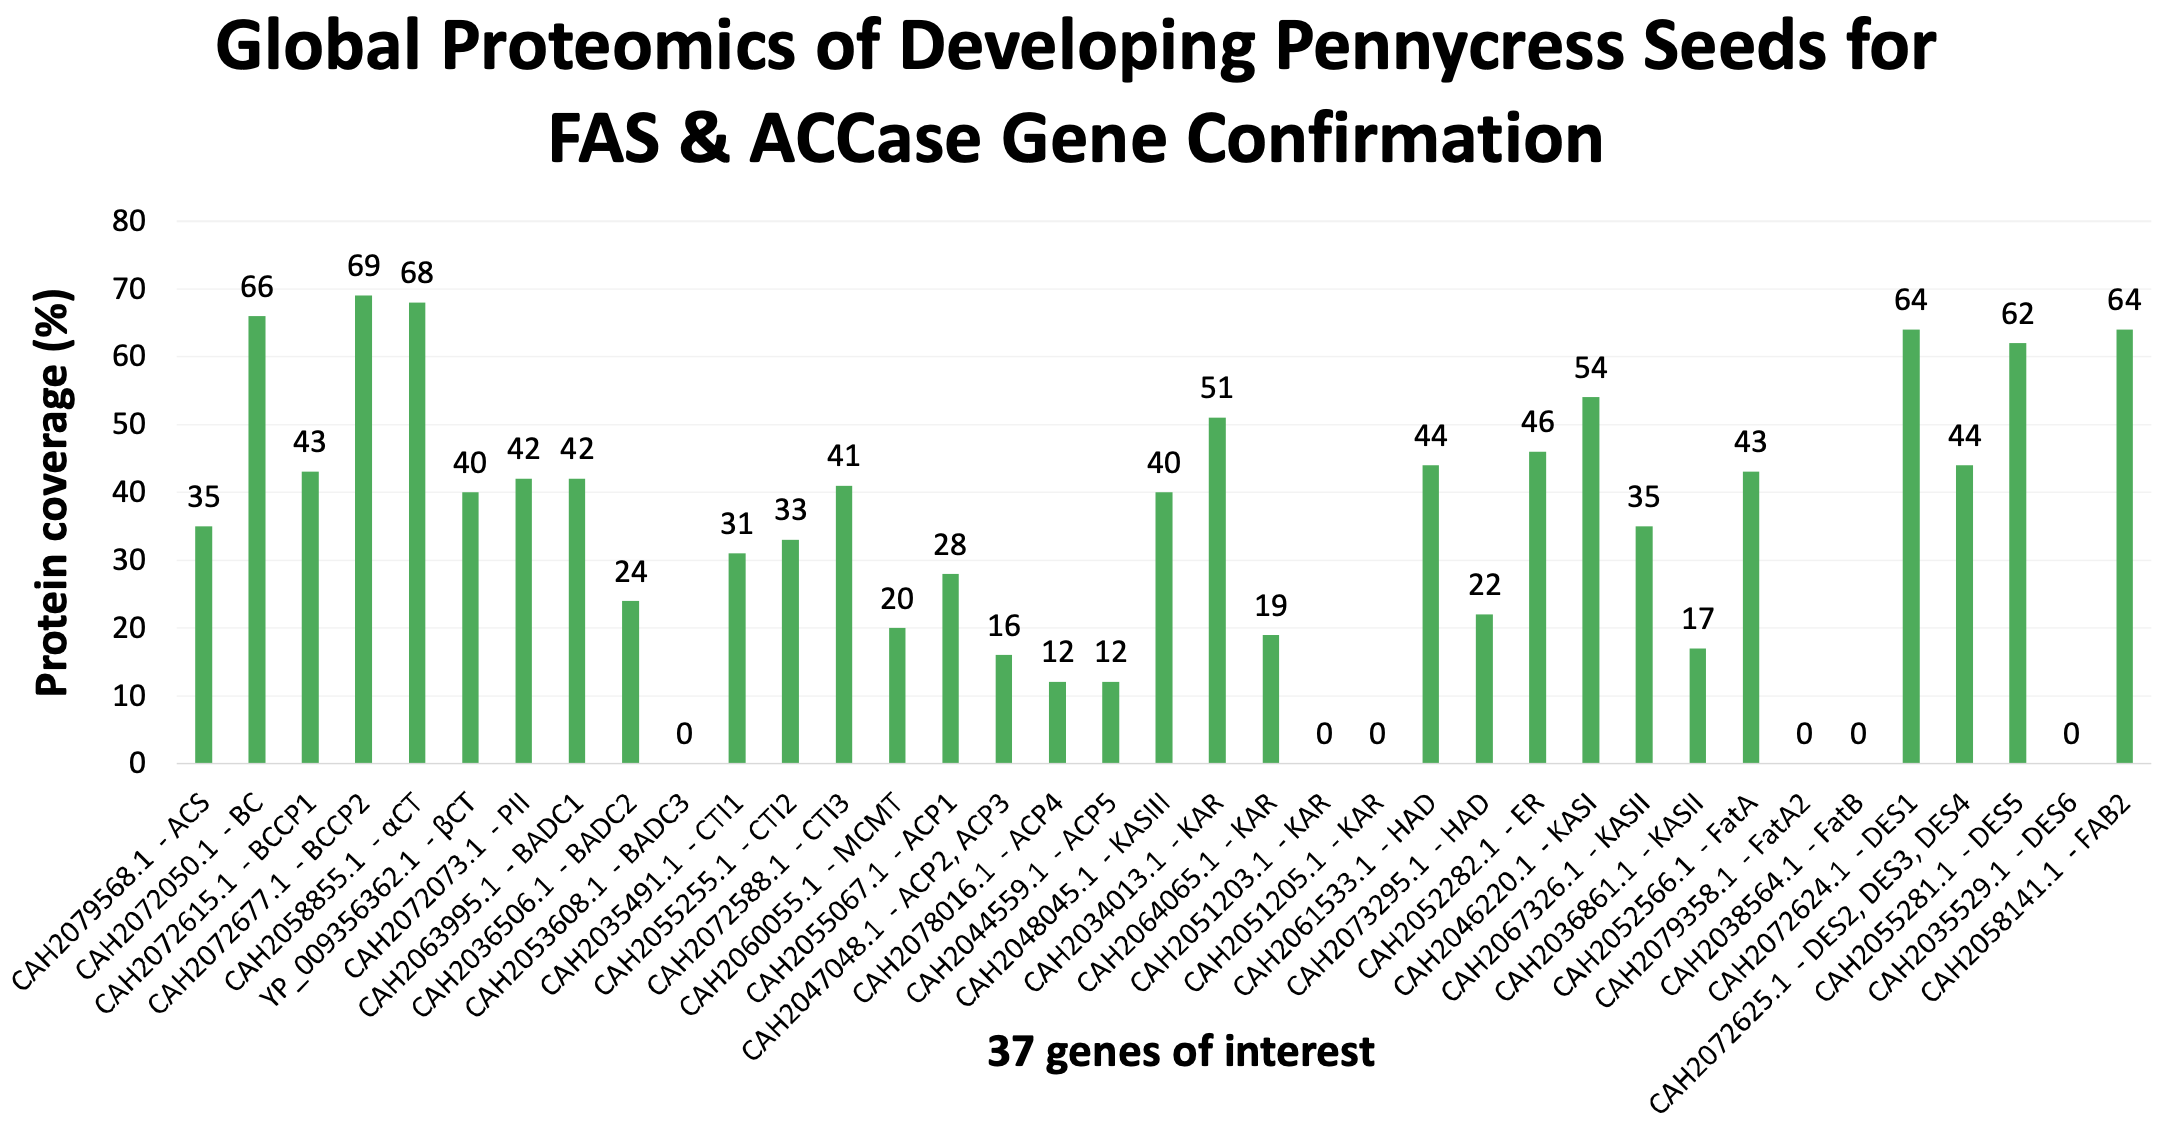 Global Proteomics of Developing Pennycress Seeds for
FAS & ACCase Gene Confirmation
Protein coverage (%)
80
70
60
50
40
30
20
10
0
35
66
43
69
68
40
42
42
24
0
31
33
41
20
28
16
12
12
40
51
19
0
0
44
22
46
54
35
17
43
0
0
64
44
62
0
64
CAH2079568.1 - ACS
CAH2072050.1 - BC
CAH2072615.1 - BCCP1
CAH2072677.1 - BCCP2
CAH2058855.1 - αCT
YP_009356362.1 - βCT
CAH2072073.1 - PII
CAH2063995.1 - BADC1
CAH2036506.1 - BADC2
CAH2053608.1 - BADC3
CAH2035491.1 - CTI1
CAH2055255.1 - CTI2
CAH2072588.1 - CTI3
CAH2060055.1 - MCMT
CAH2055067.1 - ACP1
CAH2047048.1 - ACP2, ACP3
CAH2078016.1 - ACP4
CAH2044559.1 - ACP5
CAH2048045.1 - KASIII
CAH2034013.1 - KAR
CAH2064065.1 - KAR
CAH2051203.1 - KAR
CAH2051205.1 - KAR
CAH2061533.1 - HAD
CAH2073295.1 - HAD
CAH2052282.1 - ER
CAH2046220.1 - KASI
CAH2067326.1 - KASII
CAH2036861.1 - KASII
CAH2052566.1 - FatA
CAH2079358.1 - FatA2
CAH2038564.1 - FatB
CAH2072624.1 - DES1
CAH2072625.1 - DES2, DES3, DES4
CAH2055281.1 - DES5
CAH2035529.1 - DES6
CAH2058141.1 - FAB2
37 genes of interest